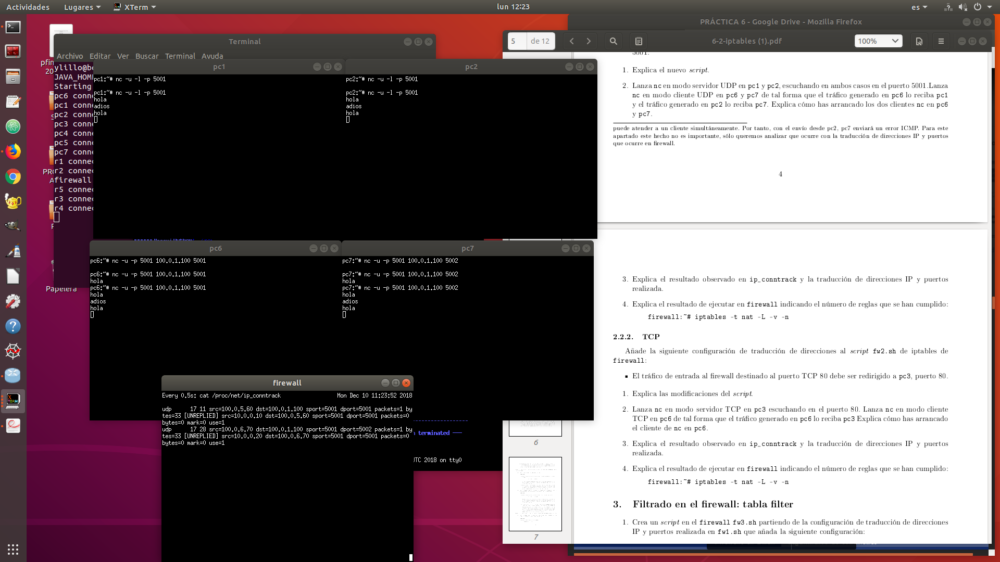 Actividades
Lugares
XTerm
lun 12:23
es
PRÁCTICA 6 - Google Drive - Mozilla Firefox
Terminal
Archivo Editar Ver Buscar Terminal Ayuda
JAVA_HOM
Starting
pc6 conne
pc1 conne
pc2 conne
pc3 conne
pc4 conne
pc5 conne
pc7 conne
r1 connec
r2 connec
firewall
r5 connec
r3 connec
r4 connec
Papelera
pc1
pc1:~# nc -u -l -p 5001
pc1:~# nc -u -l -p 5001
hola
adios
hola
pc2
pc2:~# nc -u -l -p 5001
pc2:~# nc -u -l -p 5001
hola
adios
hola
pc6
pc6:~# nc -u -p 5001 100.0.1.100 5001
pc6:~# nc -u -p 5001 100.0.1.100 5001
hola
pc6:~# nc -u -p 5001 100.0.1.100 5001
hola
adios
hola
pc7
pc7:~# nc -u -p 5001 100.0.1.100 5002
pc7:~# nc -u -p 5001 100.0.1.100 5002
hola
pc7:~# nc -u -p 5001 100.0.1.100 5002
hola
adios
hola
firewall
Every 0.5s: cat /proc/net/ip_conntrack Mon Dec 10 11:23:52 2018
udp 17 11 src=100.0.5.60 dst=100.0.1.100 sport=5001 dport=5001 packets=1 by
tes=33 [UNREPLIED] src=10.0.0.10 dst=100.0.5.60 sport=5001 dport=5001 packets=0
bytes=0 mark=0 use=1
udp 17 28 src=100.0.6.70 dst=100.0.1.100 sport=5001 dport=5002 packets=1 by
tes=33 [UNREPLIED] src=10.0.0.20 dst=100.0.6.70 sport=5001 dport=5001 packets=0
bytes=0 mark=0 use=1
terminated
UTC 2018 on tty0
5 de 12
6-2-iptables (1).pdf
100%
5001.
1. Explica el nuevo script.
2. Lanza nc en modo servidor UDP en pc1 y pc2, escuchando en ambos casos en el puerto 5001.Lanza
nc en modo cliente UDP en pc6 y pc7 de tal forma que el tráfico generado en pc6 lo reciba pc1
y el tráfico generado en pc2 lo reciba pc7. Explica cómo has arrancado los dos clientes nc en pc6
y pc7.
puede atender a un cliente simultáneamente. Por tanto, con el envío desde pc2, pc7 enviará un error ICMP. Para este
apartado este hecho no es importante, sólo queremos analizar que ocurre con la traducción de direcciones IP y puertos
que ocurre en firewall.
4
3. Explica el resultado observado en ip_conntrack y la traducción de direcciones IP y puertos
realizada.
4. Explica el resultado de ejecutar en firewall indicando el número de reglas que se han cumplido:
firewall:~# iptables -t nat -L -v -n
2.2.2. TCP
Añade la siguiente configuración de traducción de direcciones al script fw2.sh de iptables de
firewall:
▪ El tráfico de entrada al firewall destinado al puerto TCP 80 debe ser redirigido a pc3, puerto 80.
1. Explica las modificaciones del script.
2. Lanza nc en modo servidor TCP en pc3 escuchando en el puerto 80. Lanza nc en modo cliente
TCP en pc6 de tal forma que el tráfico generado en pc6 lo reciba pc3 Explica cómo has arrancado
el cliente de nc en pc6.
3. Explica el resultado observado en ip_conntrack y la traducción de direcciones IP y puertos
realizada.
4. Explica el resultado de ejecutar en firewall indicando el número de reglas que se han cumplido:
firewall:~# iptables -t nat -L -v -n
3. Filtrado en el firewall: tabla filter
1. Crea un script en el firewall fw3.sh partiendo de la configuración de traducción de direcciones
IP y puertos realizada en fw1.sh que añada la siguiente configuración:
6
7